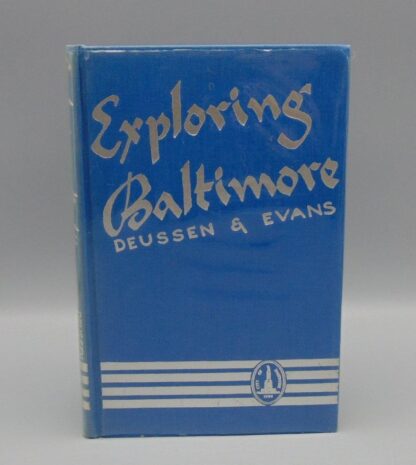 Exploring
Baltimore
DEUSSEN & EVANS